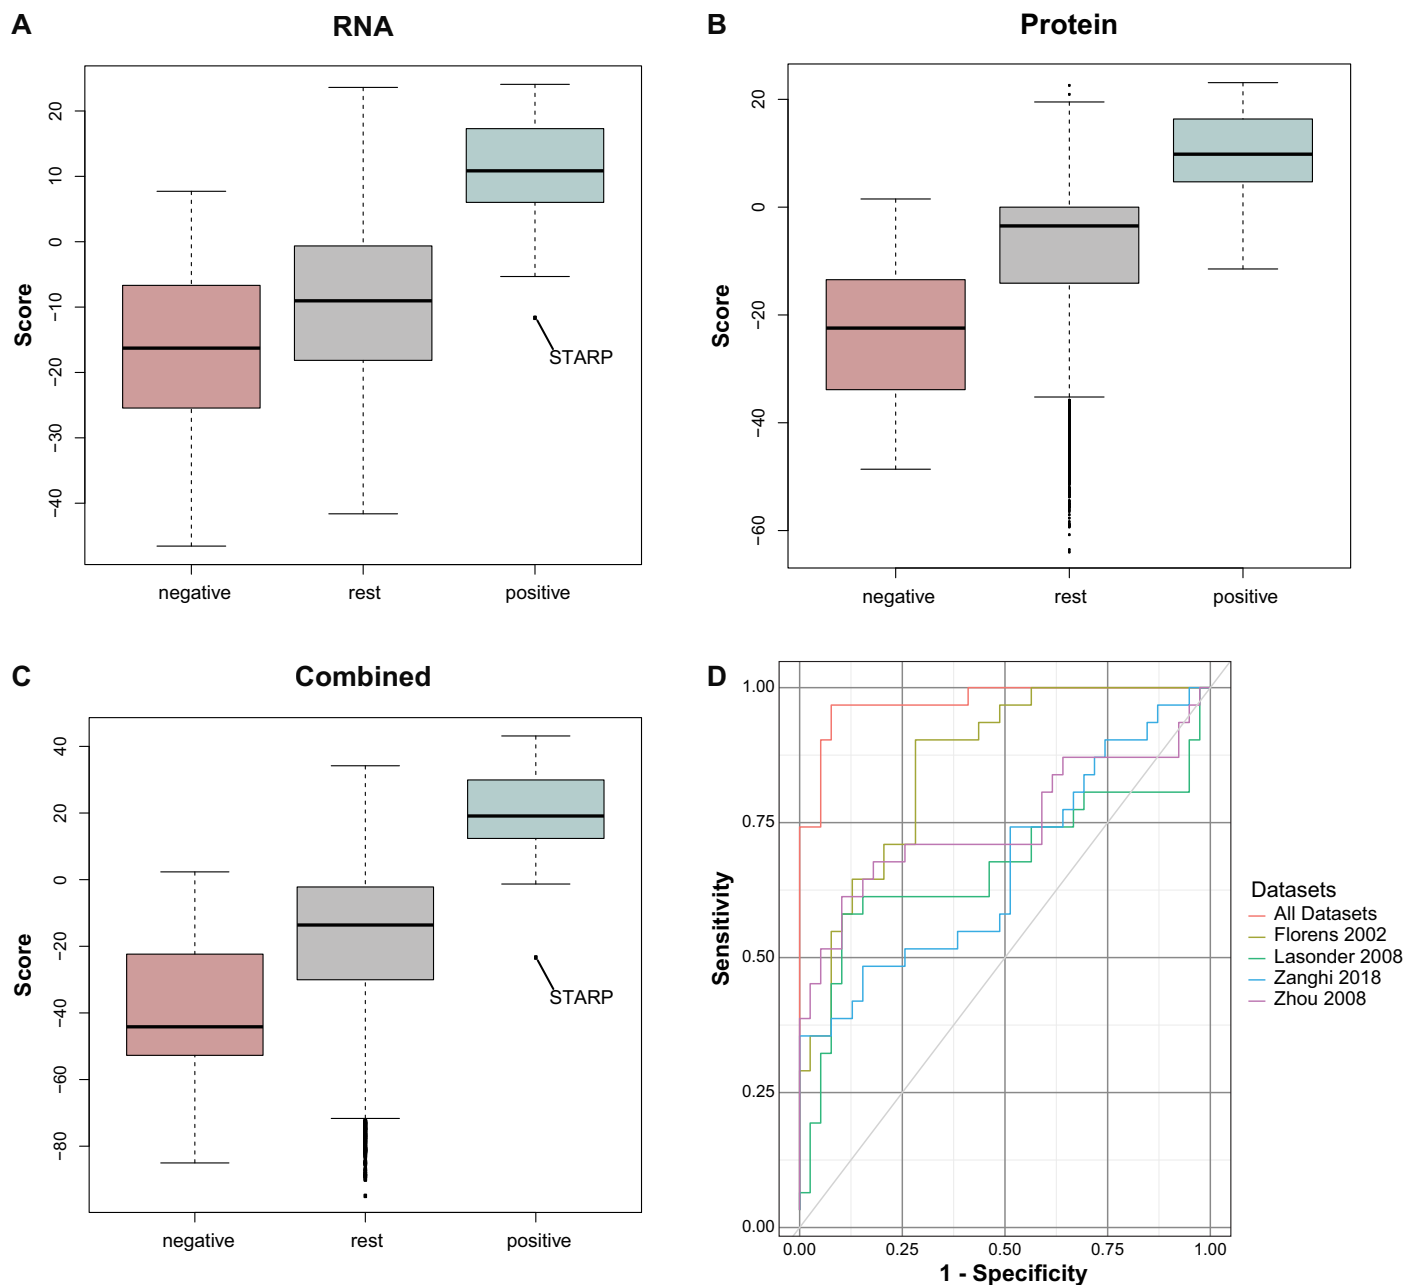 A
RNA
Score
20
10
0
−10
−20
−30
−40
STARP
negative
rest
positive
B
Protein
Score
20
0
−20
−40
−60
negative
rest
positive
C
Combined
Score
40
20
0
−20
−40
−60
−80
STARP
negative
rest
positive
D
Sensitivity
1.00
0.75
0.50
0.25
0.00
0.00
0.25
0.50
0.75
1.00
1 - Specificity
Datasets
All Datasets
Florens 2002
Lasonder 2008
Zanghi 2018
Zhou 2008